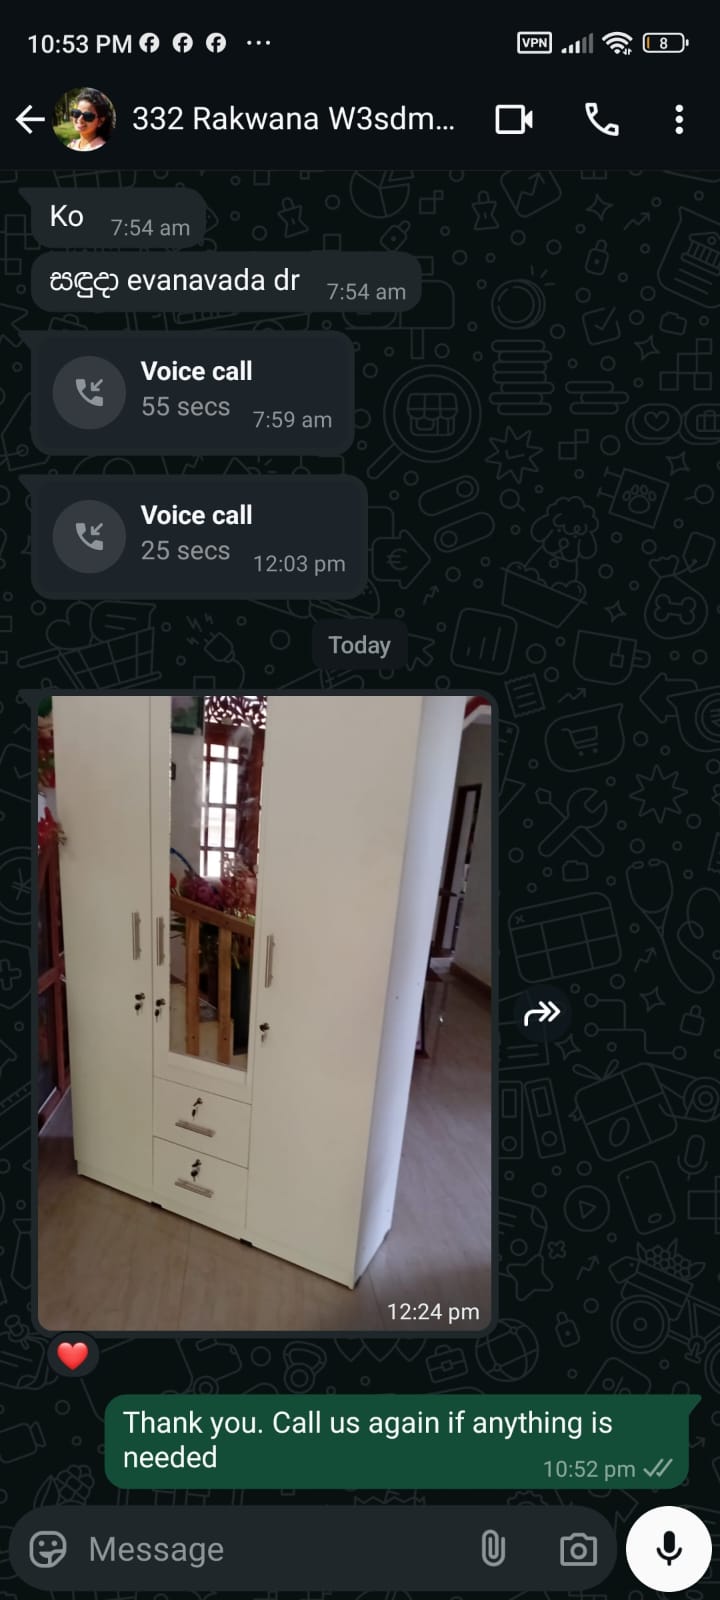 10:53 PM
VPN
8
332 Rakwana W3sdm...
Ko
7:54 am
සඳුදා evanavada dr
7:54 am
Voice call
55 secs
7:59 am
Voice call
25 secs
12:03 pm
Today
12:24 pm
Thank you. Call us again if anything is
needed
10:52 pm
Message